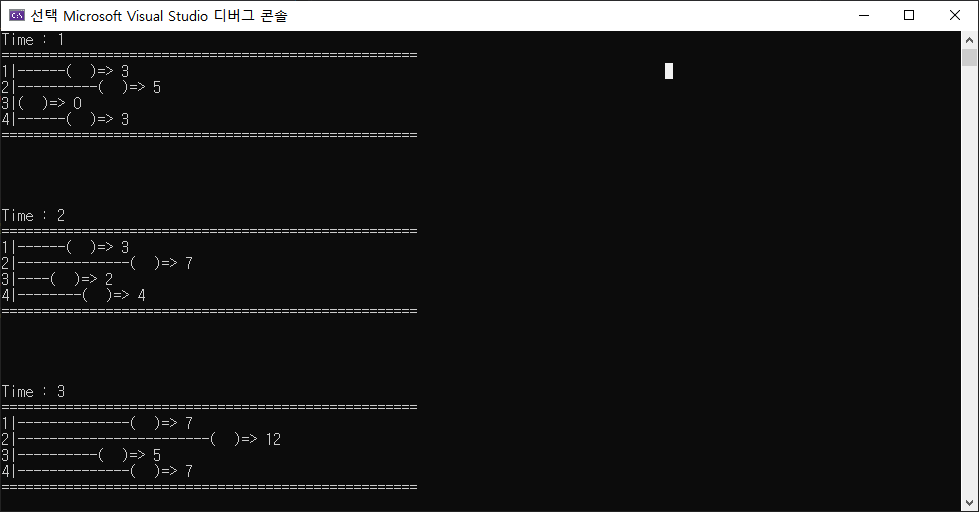 선택 Microsoft Visual Studio 디버그 콘솔
Time : 1
====================================================
1|------(  )=> 3
2|----------(  )=> 5
3|(  )=> 0
4|------(  )=> 3
====================================================
Time : 2
====================================================
1|------(  )=> 3
2|--------------(  )=> 7
3|----(  )=> 2
4|--------(  )=> 4
====================================================
Time : 3
====================================================
1|--------------(  )=> 7
2|------------------------(  )=> 12
3|----------(  )=> 5
4|--------------(  )=> 7
====================================================